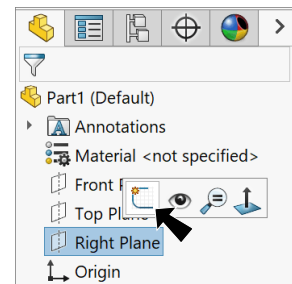 Part1 (Default)
Annotations
Material <not specified>
Front
Top Plane
Right Plane
Origin